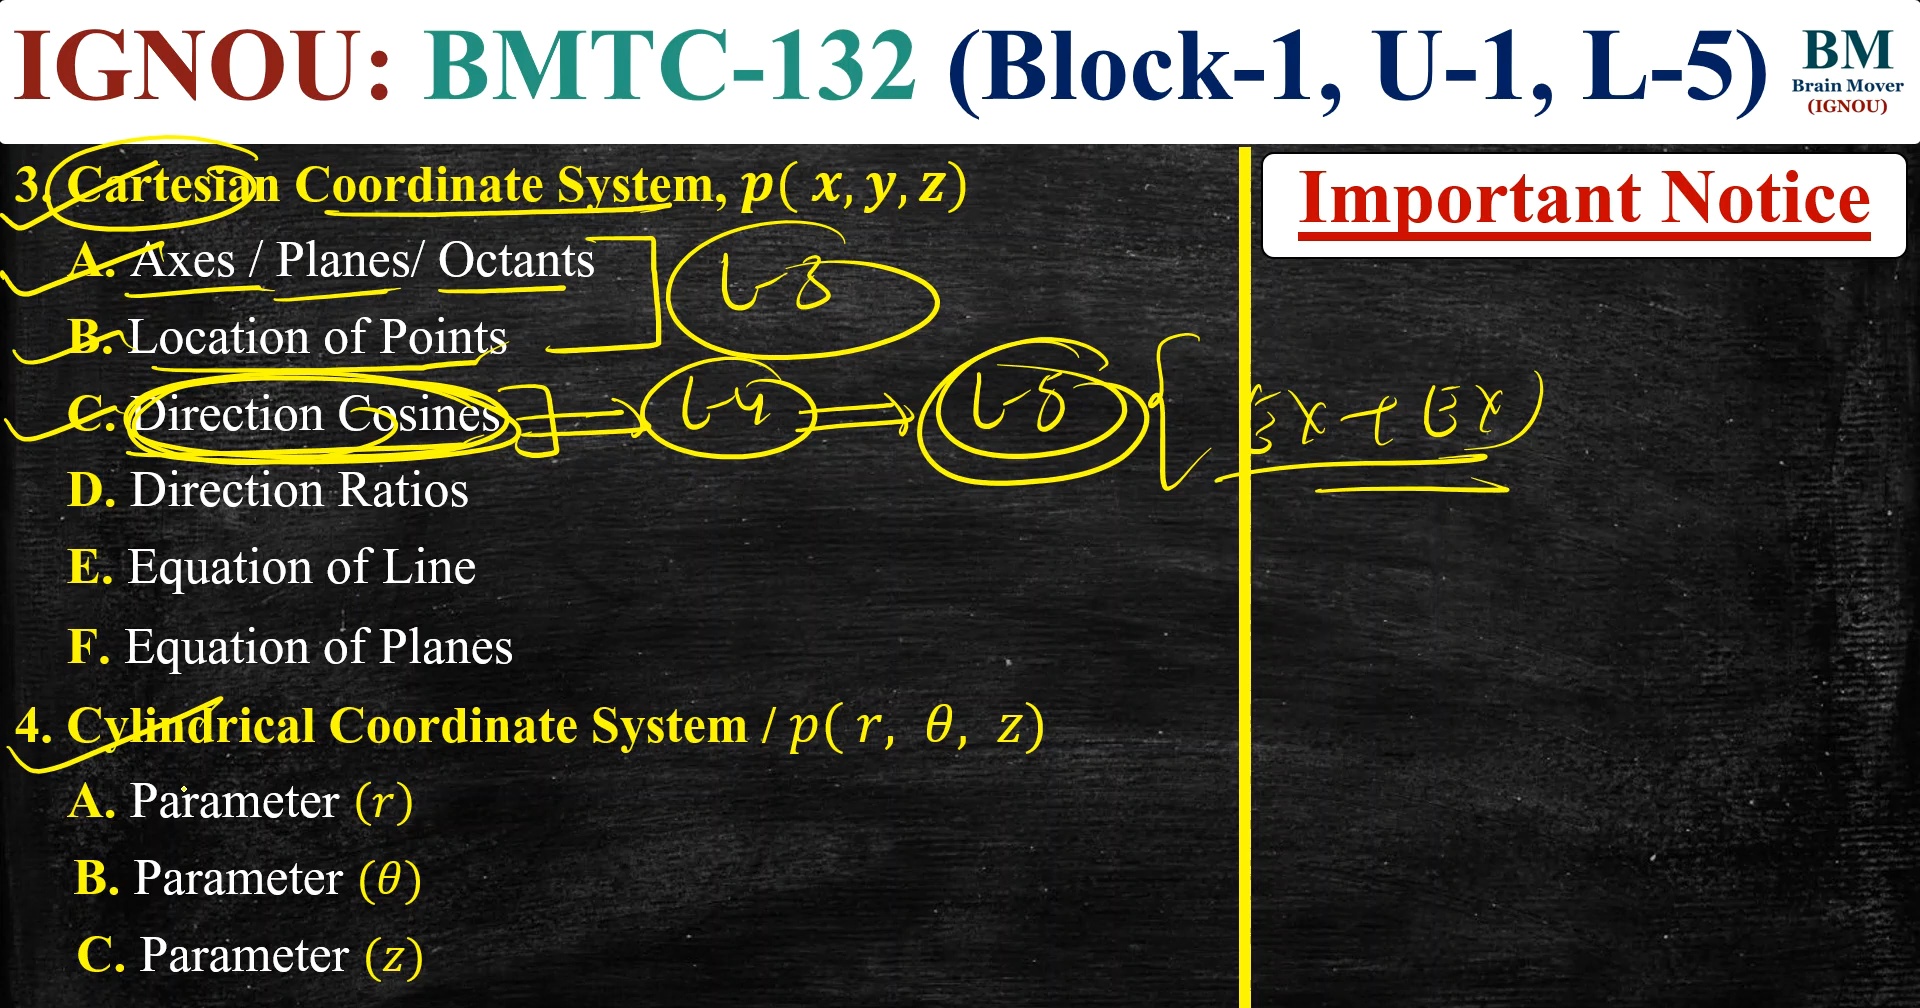 IGNOU: BMTC-132 (Block-1, U-1, L-5)
BM
Brain Mover
(IGNOU)
3. Cartesian Coordinate System, p( x, y, z)
Important Notice
A. Axes / Planes/ Octants
L-3
B. Location of Points
C. Direction Cosines
L-4
L-5
Ex + (Ex)
D. Direction Ratios
E. Equation of Line
F. Equation of Planes
4. Cylindrical Coordinate System / p( r, θ, z)
A. Parameter (r)
B. Parameter (θ)
C. Parameter (z)